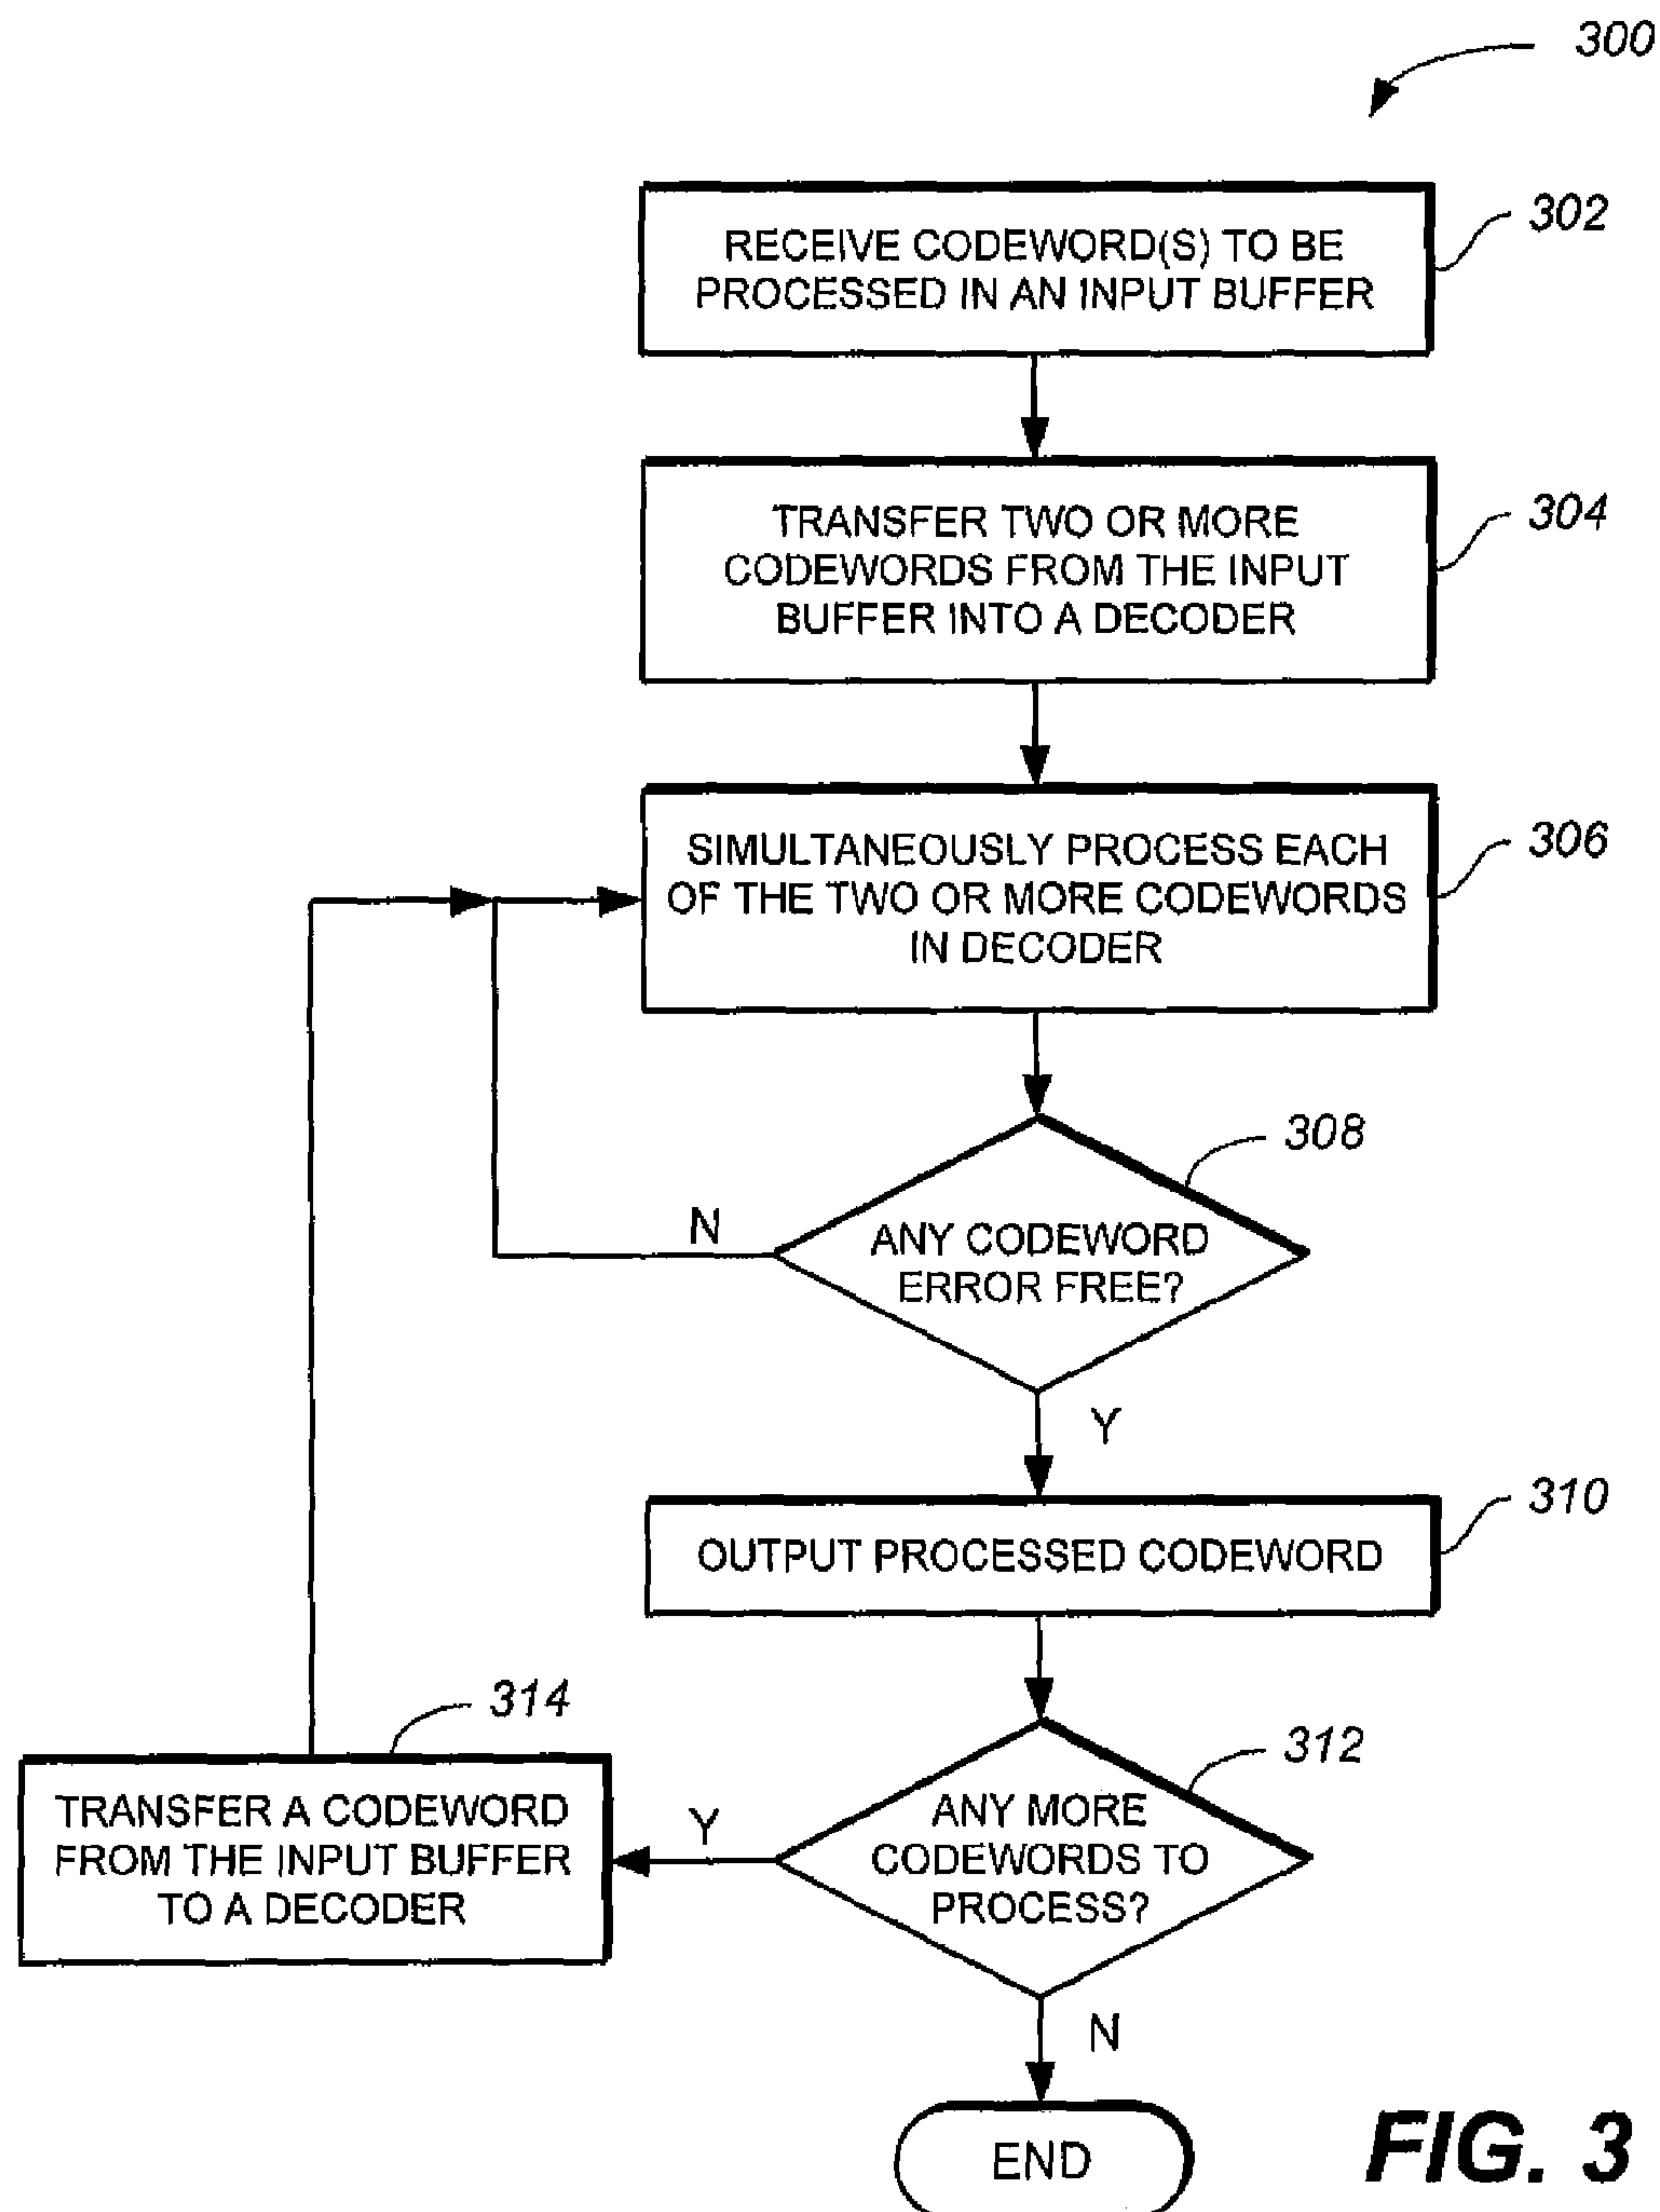 300
RECEIVE CODEWORD(S) TO BE
PROCESSED IN AN INPUT BUFFER
302
TRANSFER TWO OR MORE
CODEWORDS FROM THE INPUT
BUFFER INTO A DECODER
304
SIMULTANEOUSLY PROCESS EACH
OF THE TWO OR MORE CODEWORDS
IN DECODER
306
308
N
ANY CODEWORD
ERROR FREE?
Y
310
OUTPUT PROCESSED CODEWORD
314
312
TRANSFER A CODEWORD
FROM THE INPUT BUFFER
TO A DECODER
Y
ANY MORE
CODEWORDS TO
PROCESS?
N
END
FIG. 3